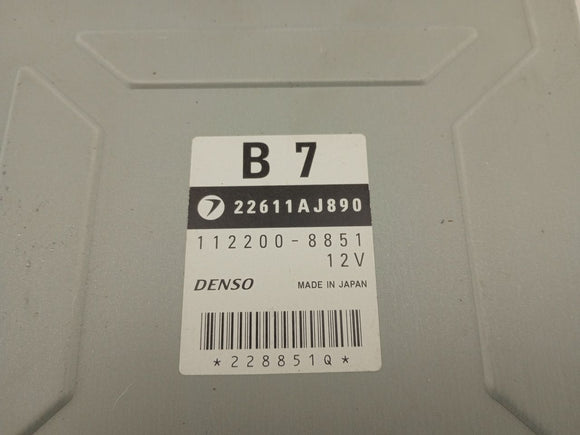 B 7
22611AJ890
112200-8851
12V
DENSO MADE IN JAPAN
*228851Q*